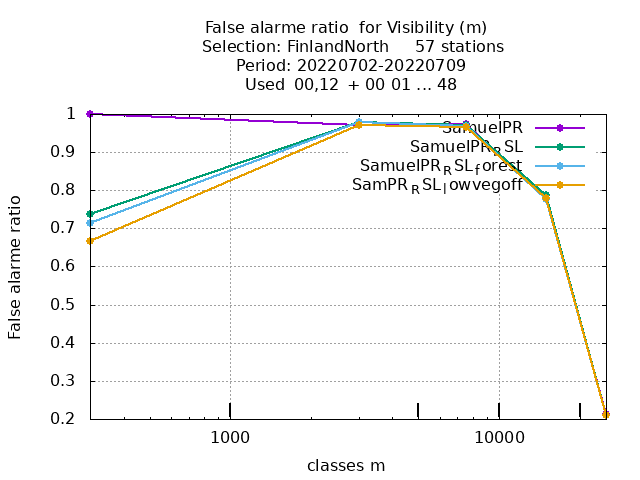 False alarme ratio  for Visibility (m)
Selection: FinlandNorth     57 stations
Period: 20220702-20220709
Used  00,12  + 00 01 ... 48
SamuelPR
SamuelPR_RSL
SamuelPR_RSL_forest
SamPR_RSL_lowvegoff
1
0.9
0.8
0.7
0.6
0.5
0.4
0.3
0.2
False alarme ratio
1000
10000
classes m